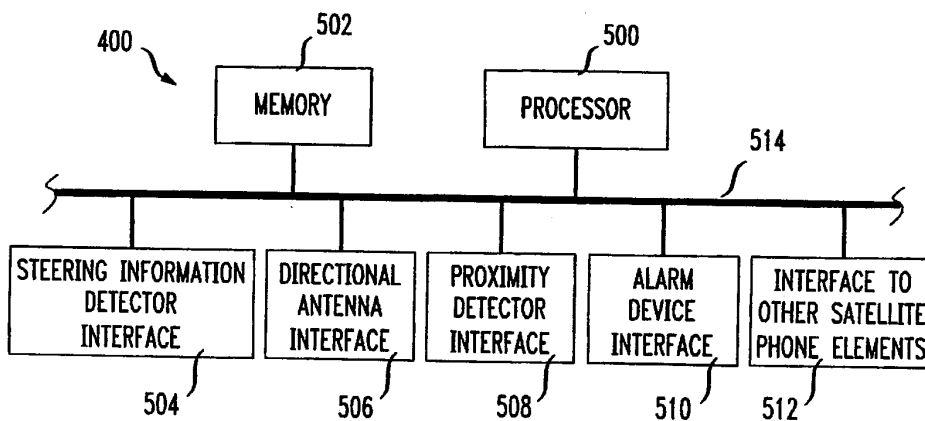 400
502
MEMORY
500
PROCESSOR
514
STEERING INFORMATION
DETECTOR
INTERFACE
504
DIRECTIONAL
ANTENNA
INTERFACE
506
PROXIMITY
DETECTOR
INTERFACE
508
ALARM
DEVICE
INTERFACE
510
INTERFACE TO
OTHER SATELLITE
PHONE ELEMENTS
512